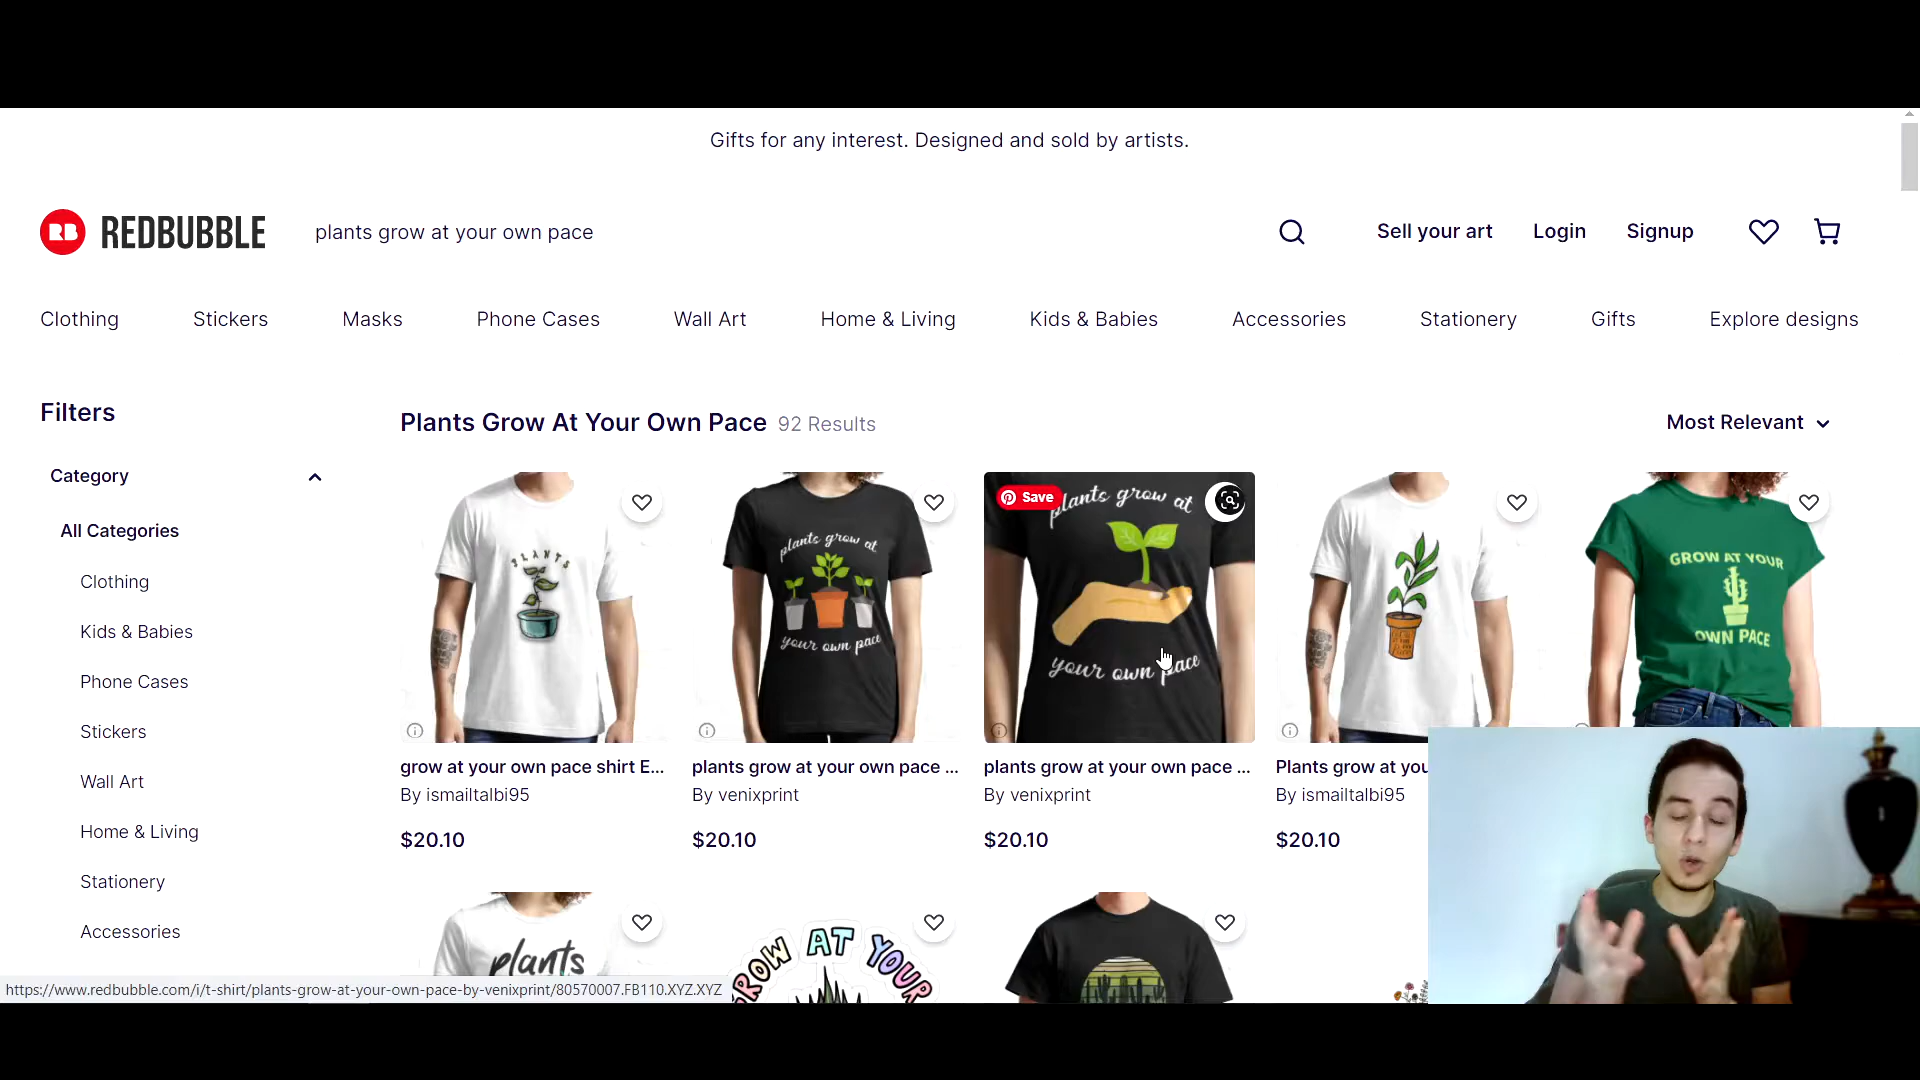 Gifts for any interest. Designed and sold by artists.
RB REDBUBBLE
plants grow at your own pace
Sell your art
Login
Signup
Clothing
Stickers
Masks
Phone Cases
Wall Art
Home & Living
Kids & Babies
Accessories
Stationery
Gifts
Explore designs
Filters
Plants Grow At Your Own Pace 92 Results
Most Relevant
Category
All Categories
Clothing
Kids & Babies
Phone Cases
Stickers
Wall Art
Home & Living
Stationery
Accessories
PLANTS
plants grow at
your own pace
Save
plants grow at
your own pace
GROW AT YOUR
OWN PACE
grow at your own pace shirt E...
By ismailtalbi95
$20.10
plants grow at your own pace ...
By venixprint
$20.10
plants grow at your own pace ...
By venixprint
$20.10
Plants grow at you
By ismailtalbi95
$20.10
plants
GROW AT YOUR
https://www.redbubble.com/i/t-shirt/plants-grow-at-your-own-pace-by-venixprint/80570007.FB110.XYZ.XYZ